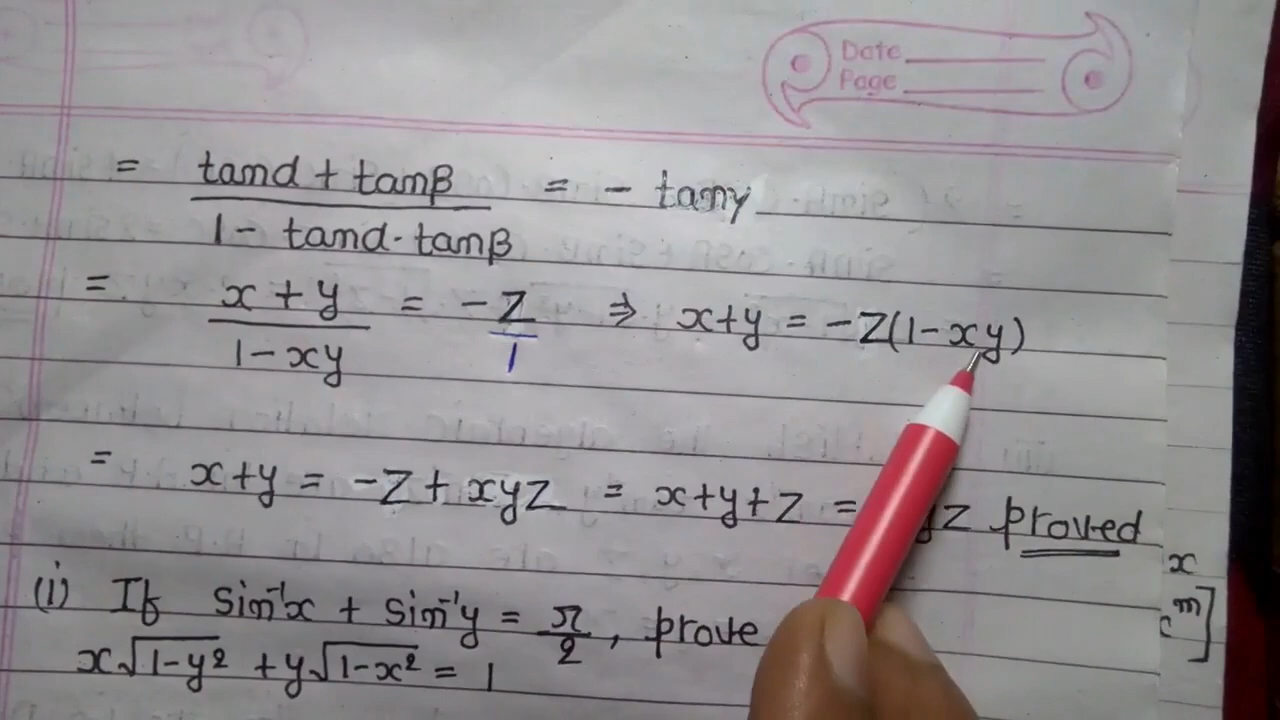 Date
Page
= tanα + tanβ / 1 - tanα·tanβ = - tanγ
= x + y / 1 - xy = -z / 1 ⇒ x+y = -z(1-xy)
= x+y = -z + xyz = x+y+z = yz proved
x
(i) If sin⁻¹x + sin⁻¹y = π/2, prove
x√1-y² + y√1-x² = 1